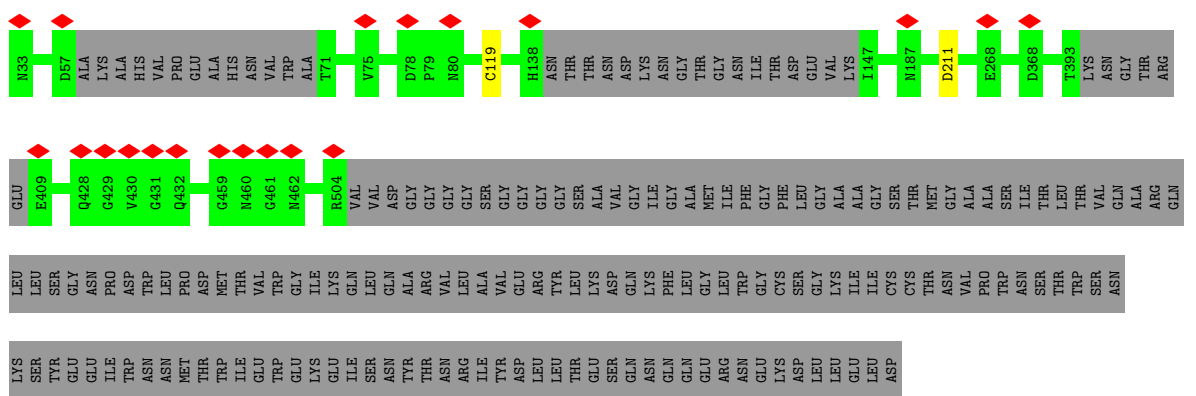 N33 D57 ALA LYS ALA HIS VAL PRO GLU ALA HIS ASN VAL TRP ALA T71 V75 D78 P79 N80 C119 H138 ASN THR THR ASN ASP LYS ASN GLY THR GLY ASN ILE THR ASP GLU VAL LYS I147 N187 D211 E268 D368 T393 LYS ASN GLY THR ARG
GLU E409 Q428 G429 V430 G431 Q432 G459 N460 G461 N462 R504 VAL VAL ASP GLY GLY GLY GLY SER GLY GLY GLY GLY SER ALA VAL GLY ILE GLY ALA MET ILE PHE GLY PHE LEU GLY ALA ALA GLY SER THR MET GLY ALA ALA SER ILE THR LEU THR VAL GLN ALA ARG GLN
LEU LEU SER GLY ASN PRO ASP TRP LEU PRO ASP MET THR VAL TRP GLY ILE LYS GLN LEU GLN ALA ARG VAL LEU ALA VAL GLU ARG TYR LEU LYS ASP GLN LYS PHE LEU GLY LEU TRP GLY CYS SER GLY LYS ILE ILE CYS CYS THR ASN VAL PRO TRP ASN SER THR TRP SER ASN
LYS SER TYR GLU GLU ILE TRP ASN ASN MET THR TRP ILE GLU TRP GLU LYS GLU ILE SER ASN TYR THR ASN ARG ILE TYR ASP LEU LEU THR GLU SER GLN ASN GLN GLN GLU ARG ASN GLU LYS ASP LEU LEU GLU LEU ASP